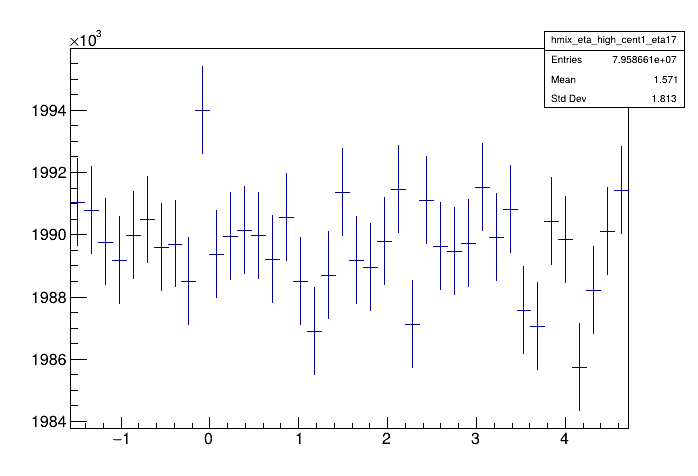 ×10³
hmix_eta_high_cent1_eta17
Entries 7.958661e+07
Mean 1.571
Std Dev 1.813
1994
1992
1990
1988
1986
1984
−1 0 1 2 3 4